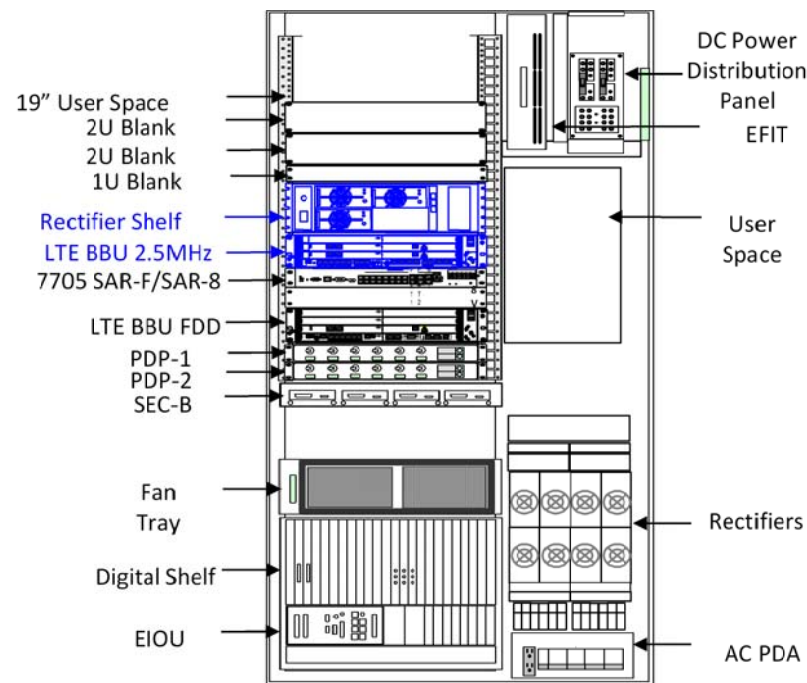 19” User Space
2U Blank
2U Blank
1U Blank
Rectifier Shelf
LTE BBU 2.5MHz
7705 SAR-F/SAR-8
LTE BBU FDD
PDP-1
PDP-2
SEC-B
Fan
Tray
Digital Shelf
EIOU
DC Power
Distribution
Panel
EFIT
User
Space
Rectifiers
AC PDA